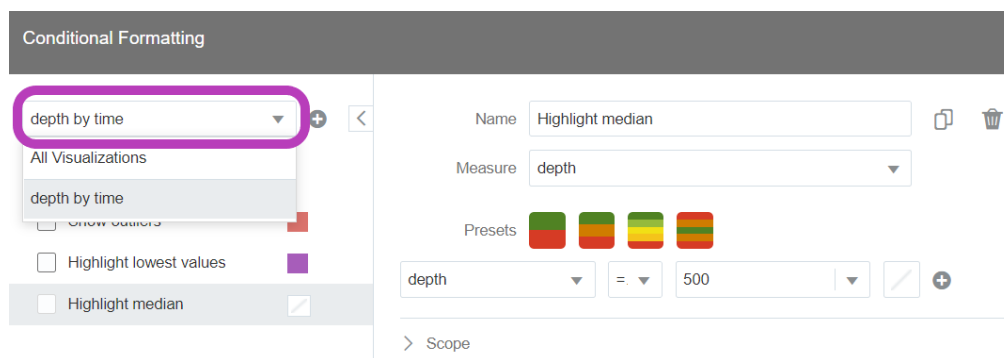 Conditional Formatting
depth by time
All Visualizations
depth by time
Show outliers
Highlight lowest values
Highlight median
Name Highlight median
Measure depth
Presets
depth = 500
Scope